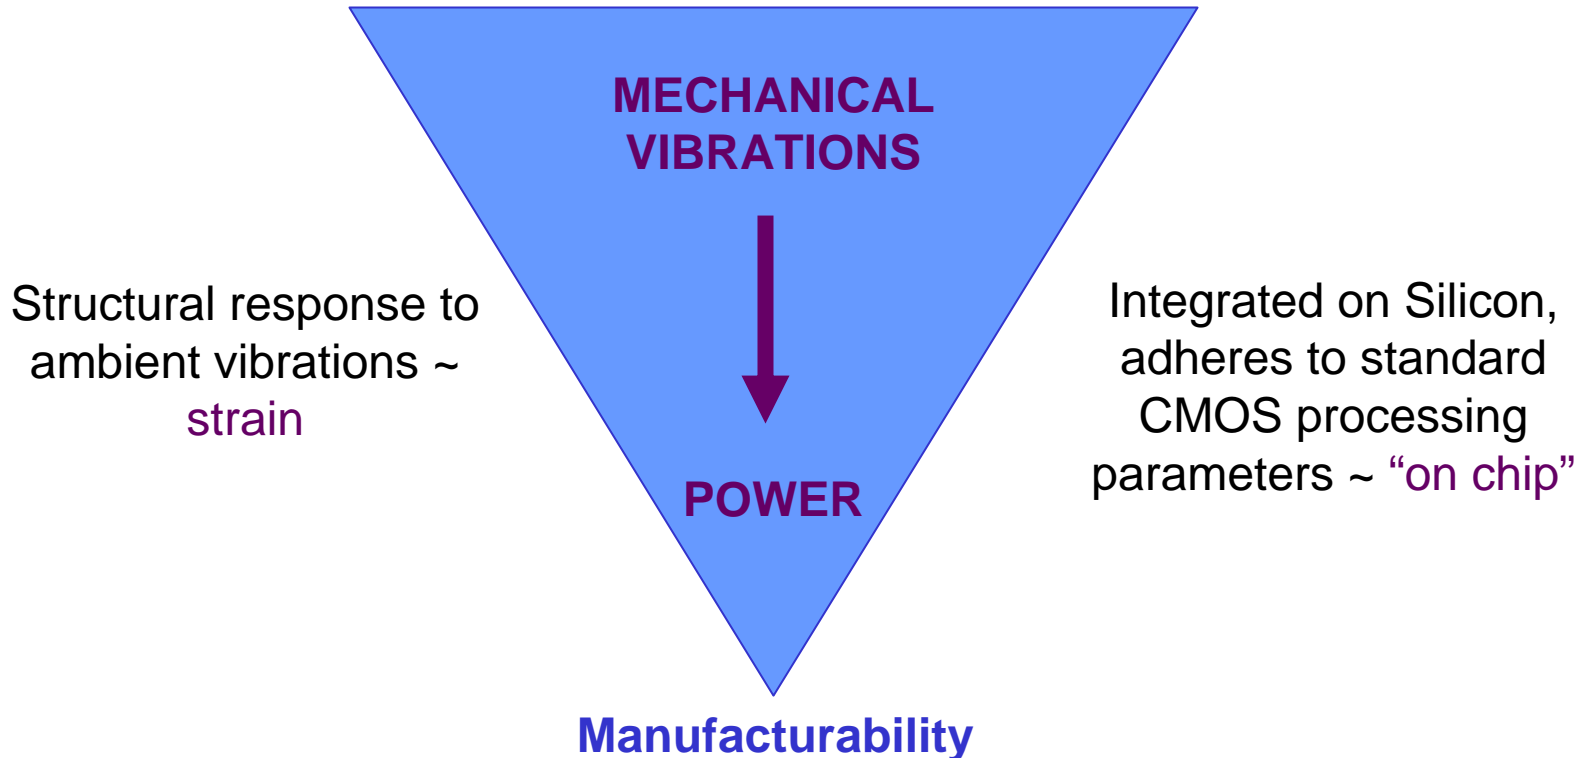 MECHANICAL
VIBRATIONS
Structural response to
ambient vibrations ~
strain
Integrated on Silicon,
adheres to standard
CMOS processing
parameters ~ “on chip”
POWER
Manufacturability